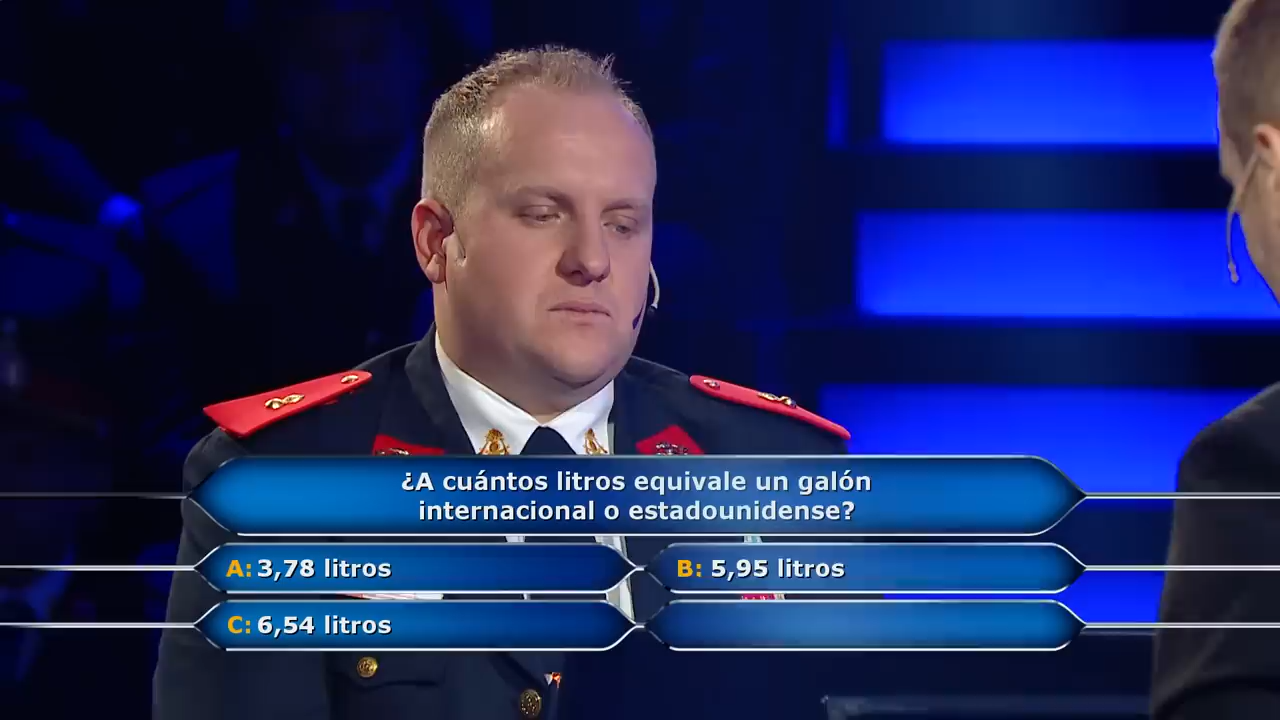 ¿A cuántos litros equivale un galón
internacional o estadounidense?
A: 3,78 litros
B: 5,95 litros
C: 6,54 litros